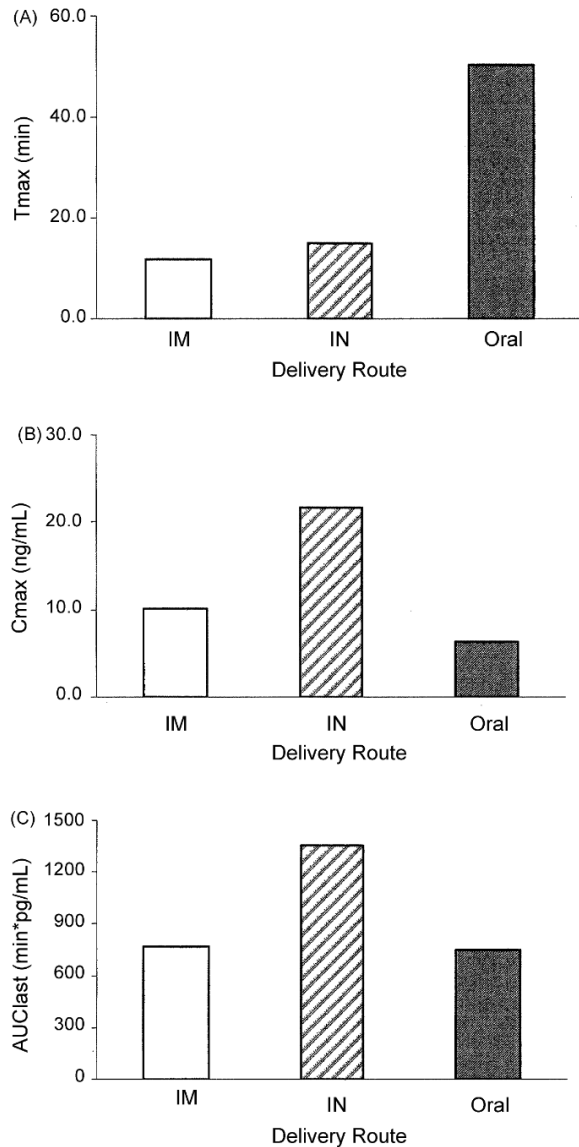 (A)
60.0
40.0
20.0
0.0
Tmax (min)
IM IN Oral
Delivery Route
(B)
30.0
20.0
10.0
0.0
Cmax (ng/mL)
IM IN Oral
Delivery Route
(C)
1500
1200
900
600
300
0
AUClast (min*pg/mL)
IM IN Oral
Delivery Route